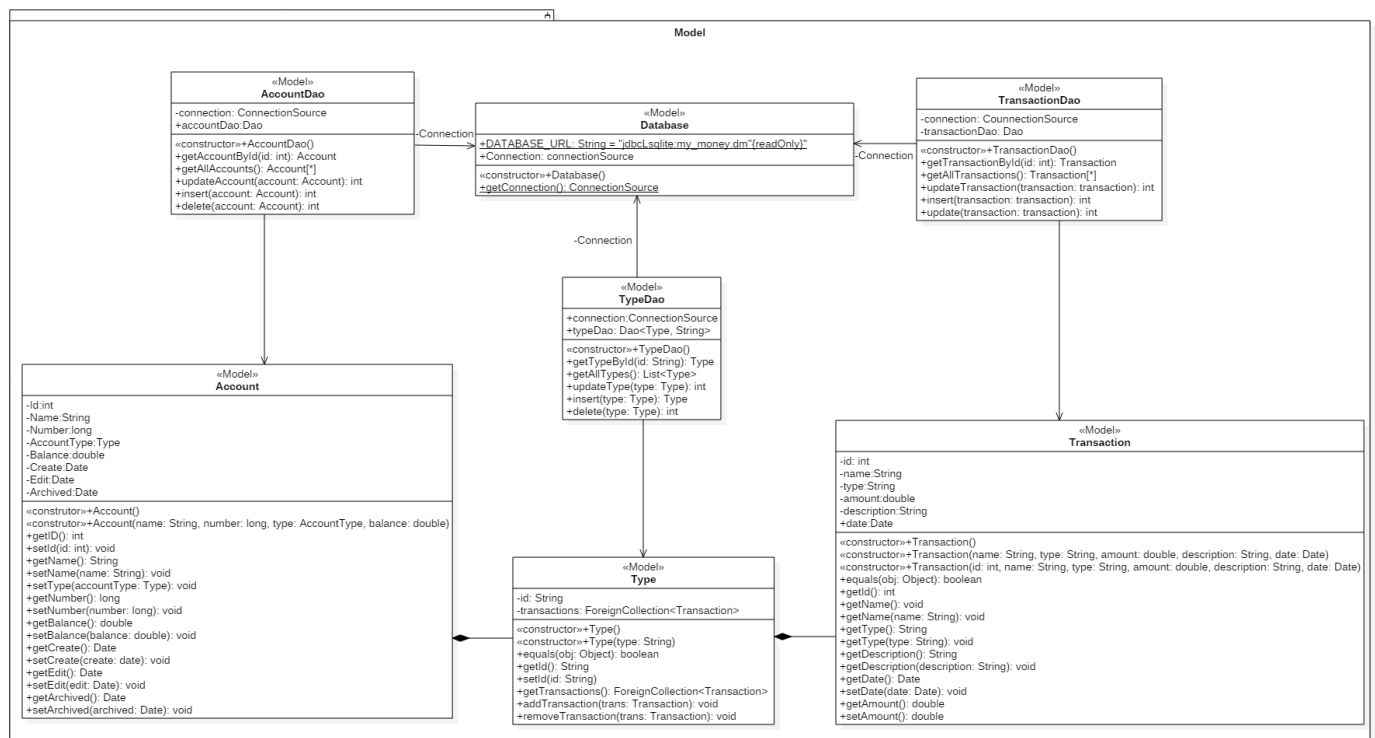 Model
«Model»
AccountDao
-connection: ConnectionSource
+accountDao:Dao
«constructor»+AccountDao()
+getAccountById(id: int): Account
+getAllAccounts(): Account[*]
+updateAccount(account: Account): int
+insert(account: Account): int
+delete(account: Account): int
-Connection
«Model»
Database
+DATABASE_URL: String = "jdbcLsqlite:my_money.dm"{readOnly}"
+Connection: connectionSource
«constructor»+Database()
+getConnection(): ConnectionSource
-Connection
«Model»
TransactionDao
-connection: CounnectionSource
-transactionDao: Dao
«constructor»+TransactionDao()
+getTransactionById(id: int): Transaction
+getAllTransactions(): Transaction[*]
+updateTransaction(transaction: transaction): int
+insert(transaction: transaction): int
+update(transaction: transaction): int
-Connection
«Model»
TypeDao
+connection:ConnectionSource
+typeDao: Dao<Type, String>
«constructor»+TypeDao()
+getTypeById(id: String): Type
+getAllTypes(): List<Type>
+updateType(type: Type): int
+insert(type: Type): Type
+delete(type: Type): int
«Model»
Account
-Id:int
-Name:String
-Number:long
-AccountType:Type
-Balance:double
-Create:Date
-Edit:Date
-Archived:Date
«construtor»+Account()
«construtor»+Account(name: String, number: long, type: AccountType, balance: double)
+getID(): int
+setId(id: int): void
+getName(): String
+setName(name: String): void
+setType(accountType: Type): void
+getNumber(): long
+setNumber(number: long): void
+getBalance(): double
+setBalance(balance: double): void
+getCreate(): Date
+setCreate(create: date): void
+getEdit(): Date
+setEdit(edit: Date): void
+getArchived(): Date
+setArchived(archived: Date): void
«Model»
Type
-id: String
-transactions: ForeignCollection<Transaction>
«constructor»+Type()
«constructor»+Type(type: String)
+equals(obj: Object): boolean
+getId(): String
+setId(id: String)
+getTransactions(): ForeignCollection<Transaction>
+addTransaction(trans: Transaction): void
+removeTransaction(trans: Transaction): void
«Model»
Transaction
-id: int
-name:String
-type:String
-amount:double
-description:String
+date:Date
«constructor»+Transaction()
«constructor»+Transaction(name: String, type: String, amount: double, description: String, date: Date)
«constructor»+Transaction(id: int, name: String, type: String, amount: double, description: String, date: Date)
+equals(obj: Object): boolean
+getId(): int
+getName(): void
+getName(name: String): void
+getType(): String
+getType(type: String): void
+getDescription(): String
+getDescription(description: String): void
+getDate(): Date
+setDate(date: Date): void
+getAmount(): double
+setAmount(): double